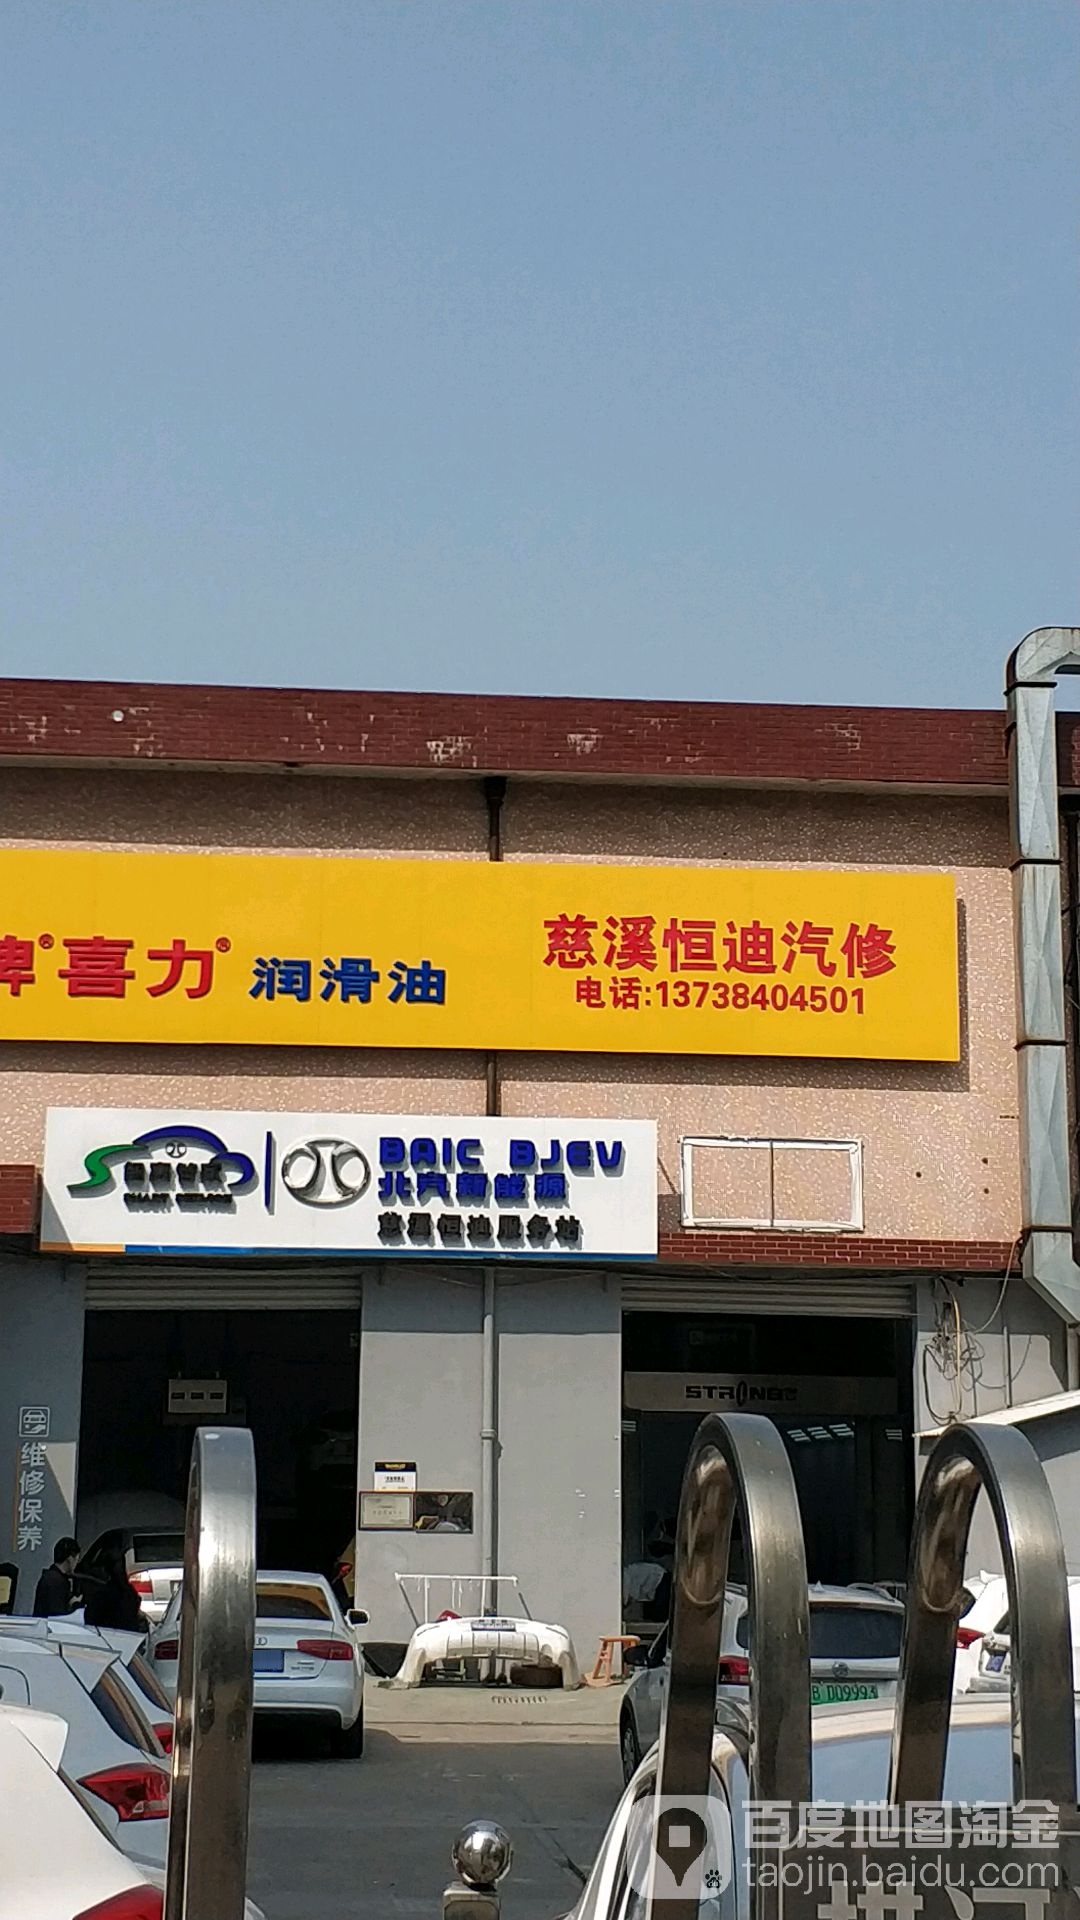 牌®喜力® 润滑油
慈溪恒迪汽修
电话:13738404501
BAIC BJEV
北汽新能源
慈溪恒迪服务站
STRONBO
维修保养
D09993
百度地图淘金
taojin.baidu.com